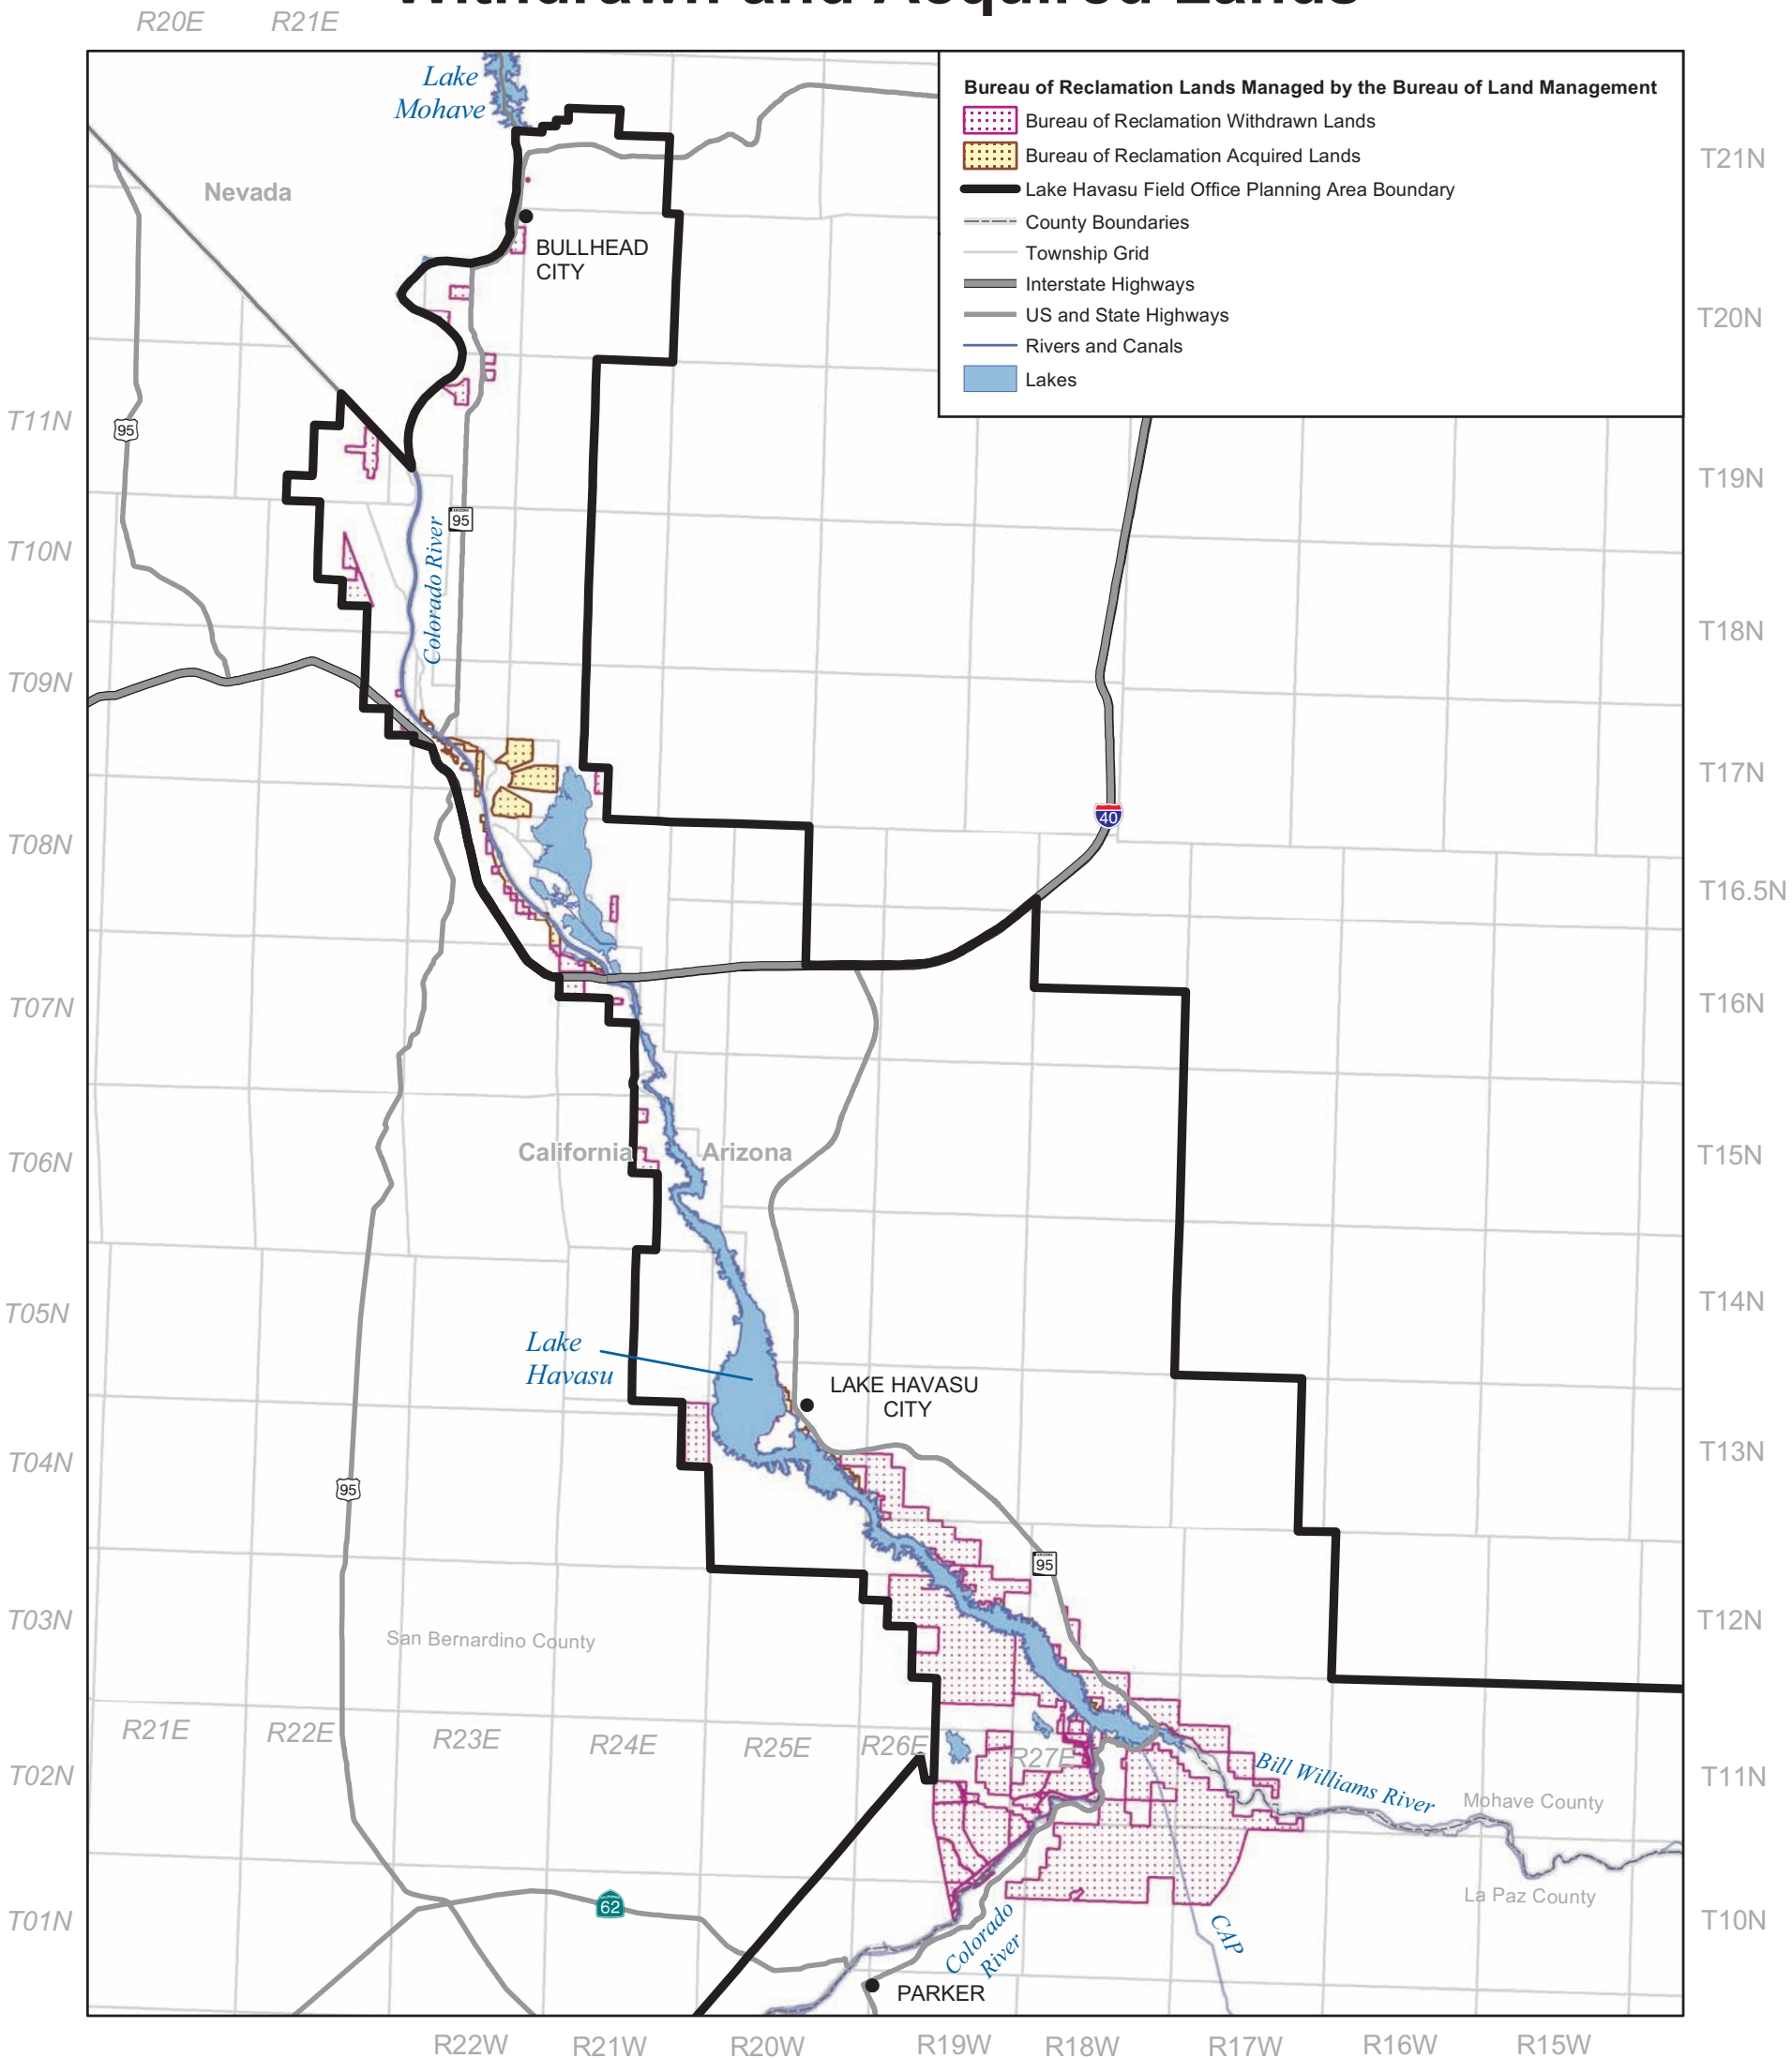 Withdrawn and Acquired Lands
R20E
R21E
Lake
Mohave
Bureau of Reclamation Lands Managed by the Bureau of Land Management
Bureau of Reclamation Withdrawn Lands
Bureau of Reclamation Acquired Lands
Lake Havasu Field Office Planning Area Boundary
County Boundaries
Township Grid
Interstate Highways
US and State Highways
Rivers and Canals
Lakes
Nevada
BULLHEAD
CITY
T21N
T20N
T19N
T18N
T17N
T16.5N
T16N
T15N
T14N
T13N
T12N
T11N
T10N
T11N
T10N
T09N
T08N
T07N
T06N
T05N
T04N
T03N
T02N
T01N
95
ARIZONA
95
Colorado River
40
California
Arizona
Lake
Havasu
LAKE HAVASU
CITY
95
ARIZONA
95
San Bernardino County
R21E
R22E
R23E
R24E
R25E
R26E
R27E
Bill Williams River
Mohave County
La Paz County
CALIFORNIA
62
Colorado
River
CAP
PARKER
R22W
R21W
R20W
R19W
R18W
R17W
R16W
R15W